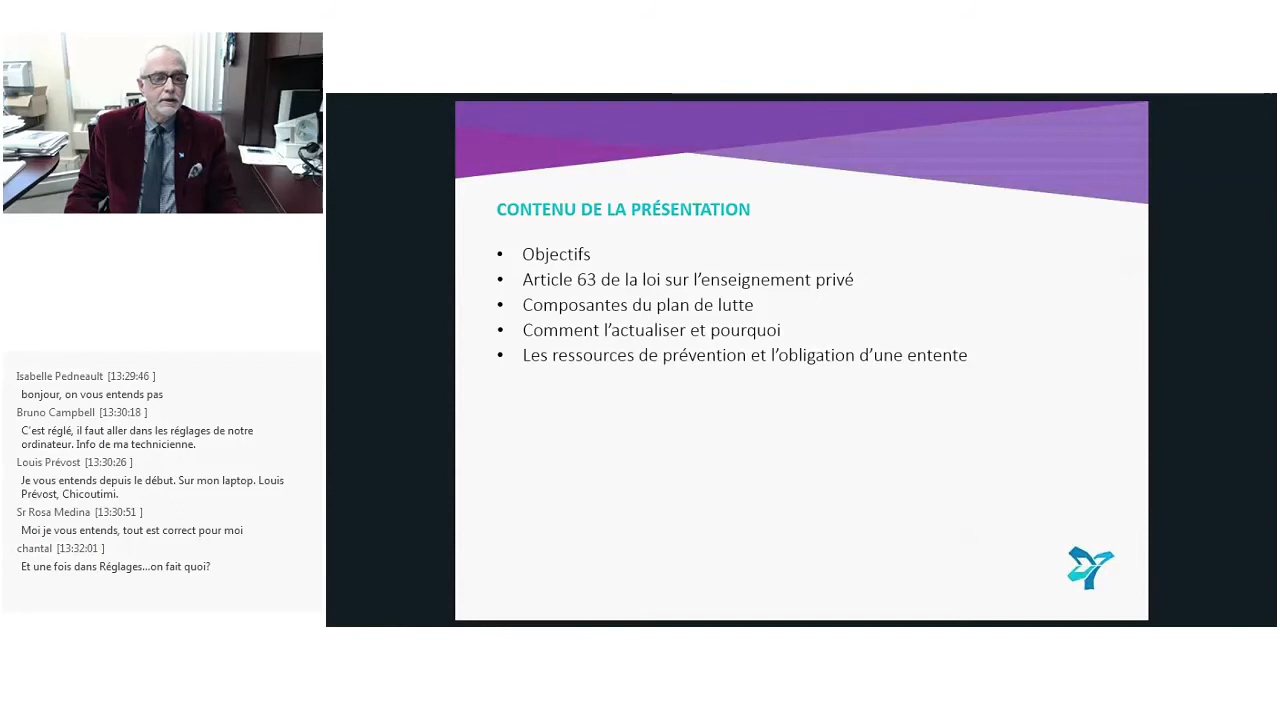 CONTENU DE LA PRÉSENTATION
• Objectifs
• Article 63 de la loi sur l’enseignement privé
• Composantes du plan de lutte
• Comment l’actualiser et pourquoi
• Les ressources de prévention et l’obligation d’une entente
Isabelle Pedneault [13:29:46 ]
bonjour, on vous entends pas
Bruno Campbell [13:30:18 ]
C'est réglé, il faut aller dans les réglages de notre
ordinateur. Info de ma technicienne.
Louis Prévost [13:30:26 ]
Je vous entends depuis le début. Sur mon laptop. Louis
Prévost, Chicoutimi.
Sr Rosa Medina [13:30:51 ]
Moi je vous entends, tout est correct pour moi
chantal [13:32:01 ]
Et une fois dans Réglages...on fait quoi?